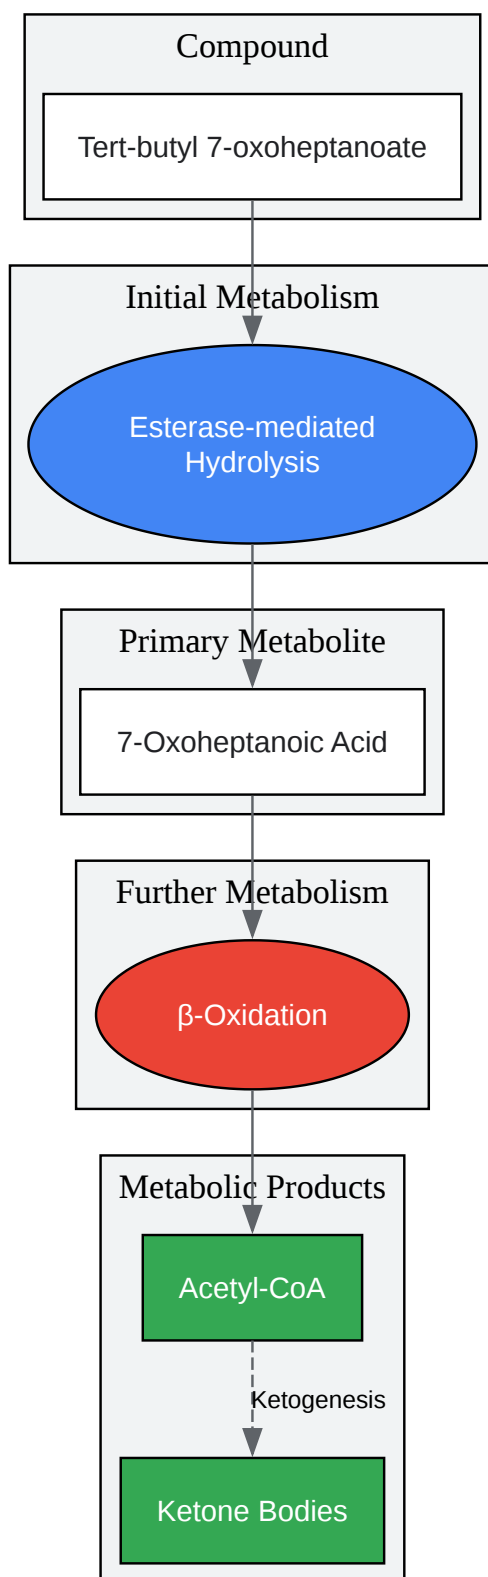 Compound
Tert-butyl 7-oxoheptanoate
Initial Metabolism
Esterase-mediated
Hydrolysis
Primary Metabolite
7-Oxoheptanoic Acid
Further Metabolism
β-Oxidation
Metabolic Products
Acetyl-CoA
Ketogenesis
Ketone Bodies